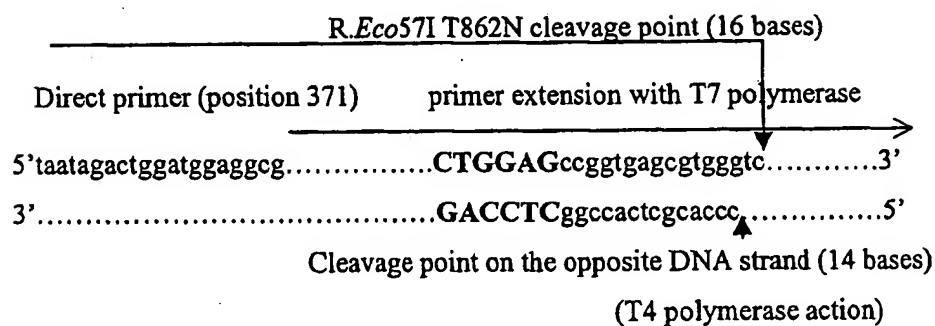 R.Eco57I T862N cleavage point (16 bases)
Direct primer (position 371) primer extension with T7 polymerase
5'taatagactggatggaggcg................CTGGAGccggtgagcgtgggtc.............3'
3'............................................GACCTCggccactcgcaccc...............5'
Cleavage point on the opposite DNA strand (14 bases)
(T4 polymerase action)